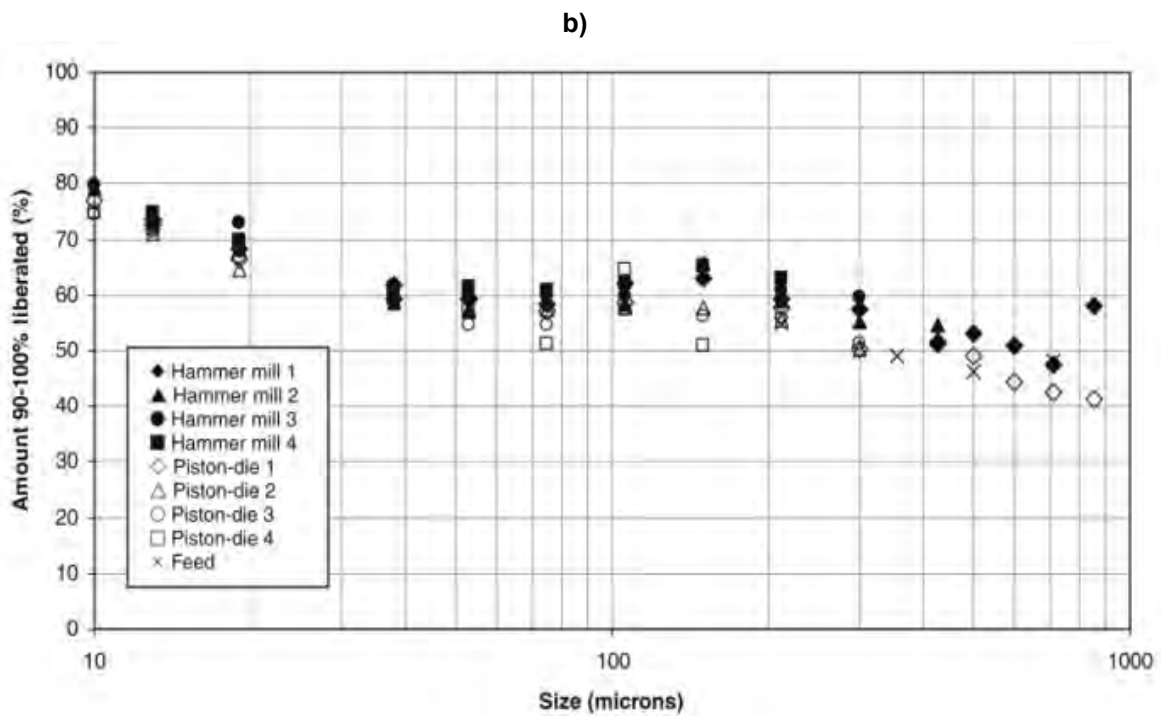 b)
100
90
80
70
60
50
40
30
20
10
0
Amount 90-100% liberated (%)
Hammer mill 1
Hammer mill 2
Hammer mill 3
Hammer mill 4
Piston-die 1
Piston-die 2
Piston-die 3
Piston-die 4
Feed
10 100 1000
Size (microns)